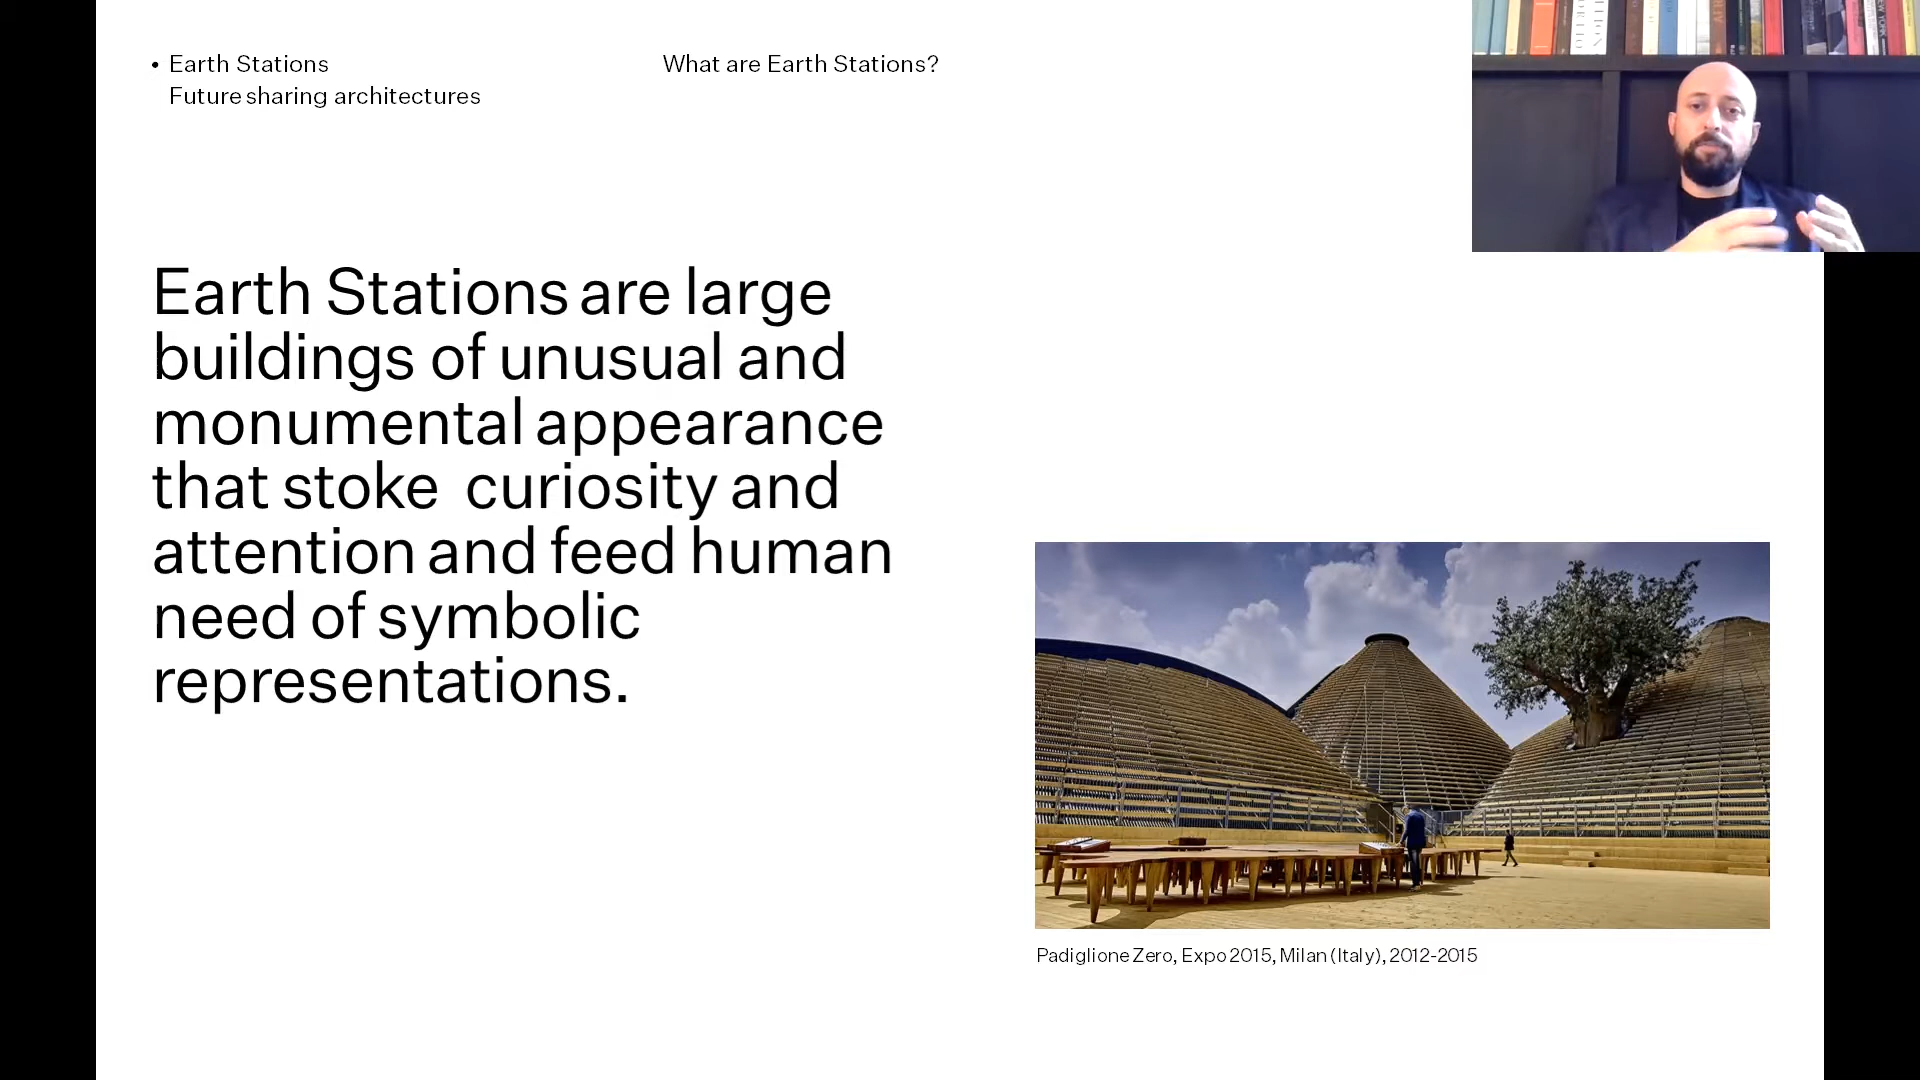 • Earth Stations
Future sharing architectures
What are Earth Stations?
Earth Stations are large
buildings of unusual and
monumental appearance
that stoke curiosity and
attention and feed human
need of symbolic
representations.
Padiglione Zero, Expo 2015, Milan (Italy), 2012-2015